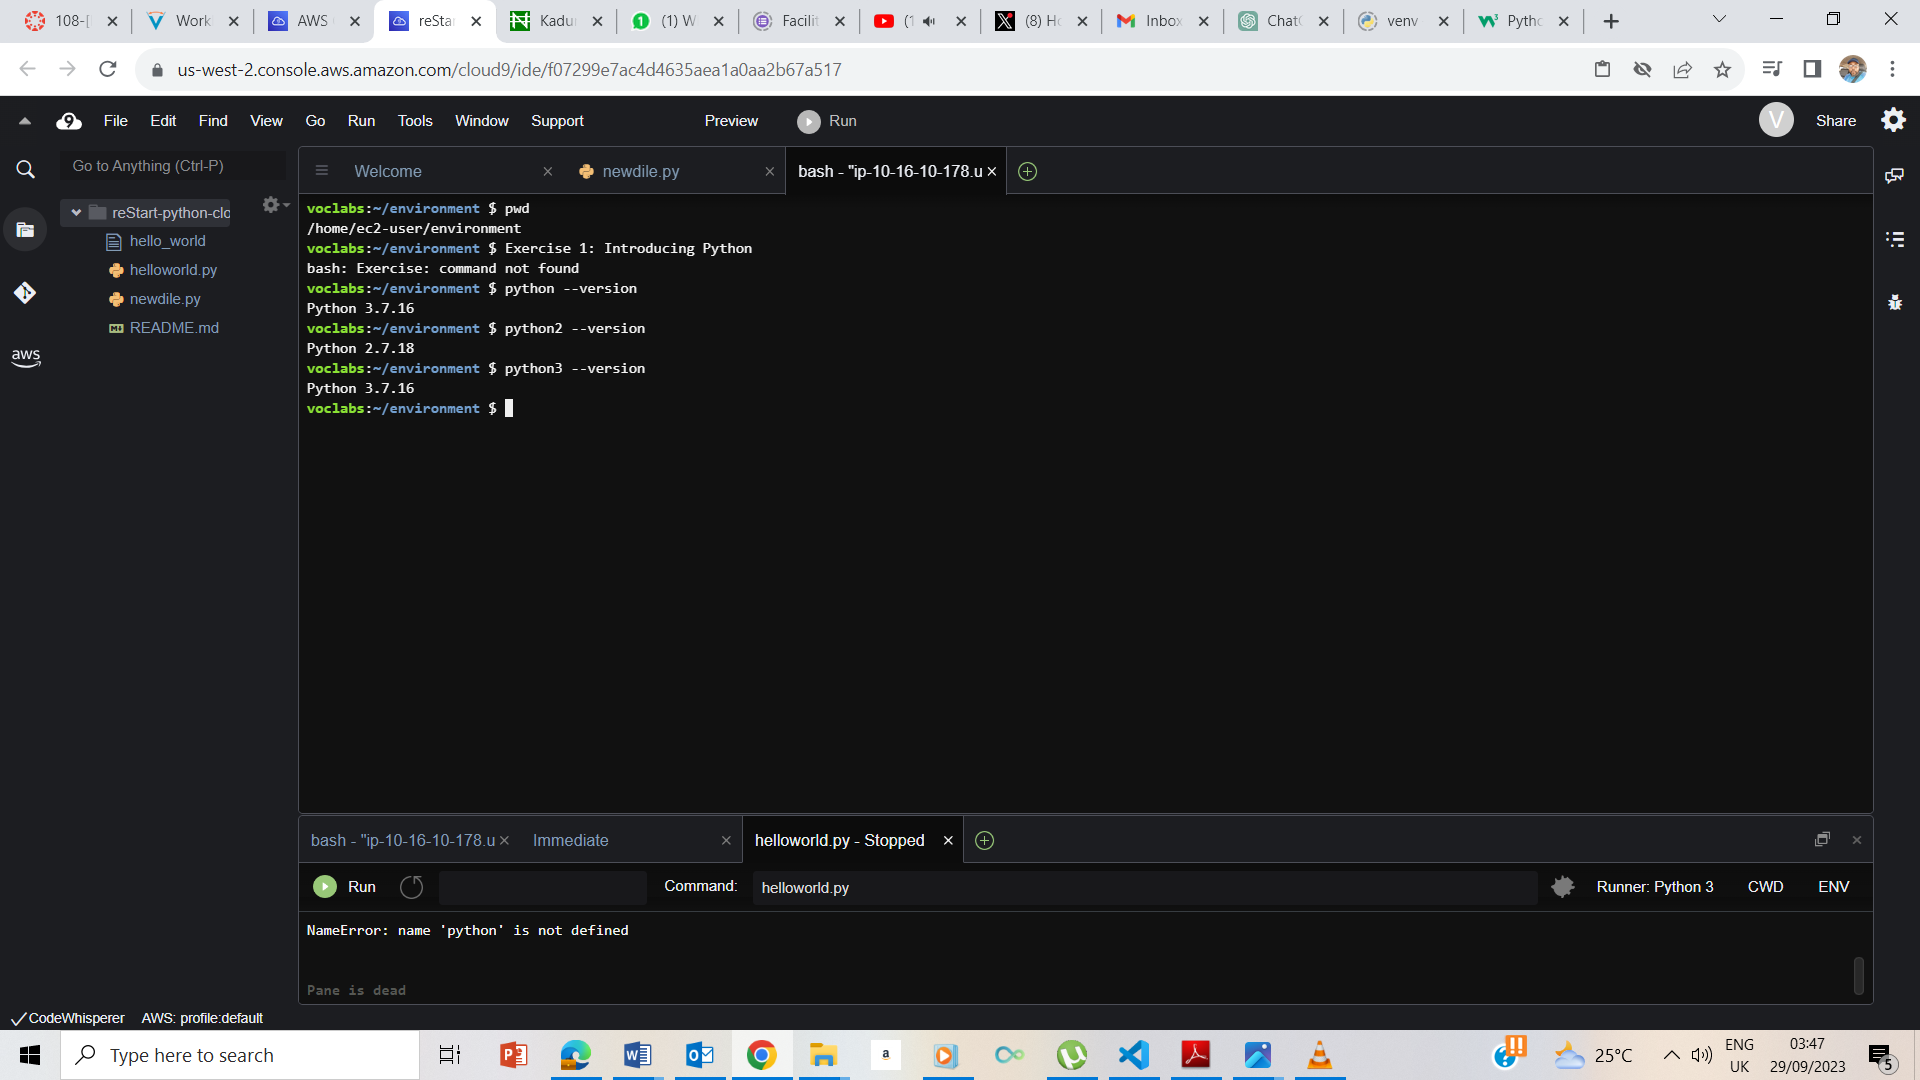 108-[
Work
AWS
reSta
Kadu
(1) W
Facilit
(1
(8) Ho
Inbox
Chat
venv
Pytho
us-west-2.console.aws.amazon.com/cloud9/ide/f07299e7ac4d4635aea1a0aa2b67a517
File Edit Find View Go Run Tools Window Support Preview Run V Share
Go to Anything (Ctrl-P)
Welcome
newdile.py
bash - "ip-10-16-10-178.u
reStart-python-clo
hello_world
helloworld.py
newdile.py
README.md
aws
voclabs:~/environment $ pwd
/home/ec2-user/environment
voclabs:~/environment $ Exercise 1: Introducing Python
bash: Exercise: command not found
voclabs:~/environment $ python --version
Python 3.7.16
voclabs:~/environment $ python2 --version
Python 2.7.18
voclabs:~/environment $ python3 --version
Python 3.7.16
voclabs:~/environment $
bash - "ip-10-16-10-178.u
Immediate
helloworld.py - Stopped
Run
Command:
helloworld.py
Runner: Python 3
CWD
ENV
NameError: name 'python' is not defined
Pane is dead
CodeWhisperer
AWS: profile:default
Type here to search
25°C
ENG
UK
03:47
29/09/2023
5